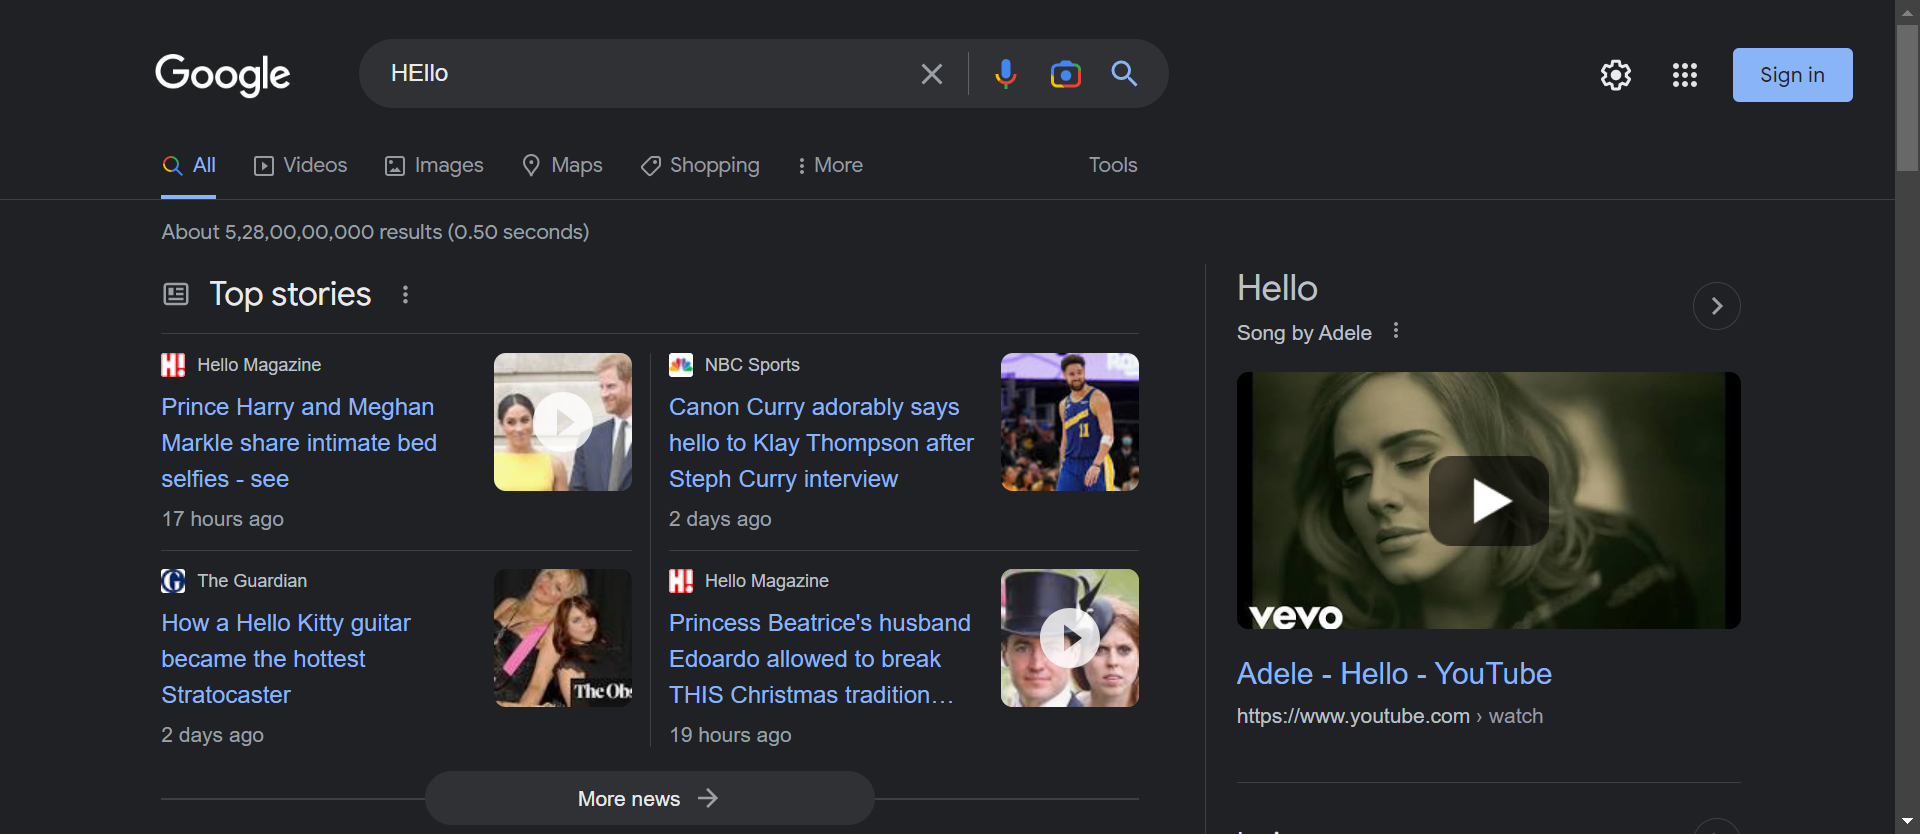 Google
HEllo
Sign in
All
Videos
Images
Maps
Shopping
More
Tools
About 5,28,00,00,000 results (0.50 seconds)
Top stories
H! Hello Magazine
Prince Harry and Meghan
Markle share intimate bed
selfies - see
17 hours ago
NBC Sports
Canon Curry adorably says
hello to Klay Thompson after
Steph Curry interview
2 days ago
11
G The Guardian
How a Hello Kitty guitar
became the hottest
Stratocaster
2 days ago
The Obs
H! Hello Magazine
Princess Beatrice's husband
Edoardo allowed to break
THIS Christmas tradition…
19 hours ago
More news
Hello
Song by Adele
vevo
Adele - Hello - YouTube
https://www.youtube.com › watch